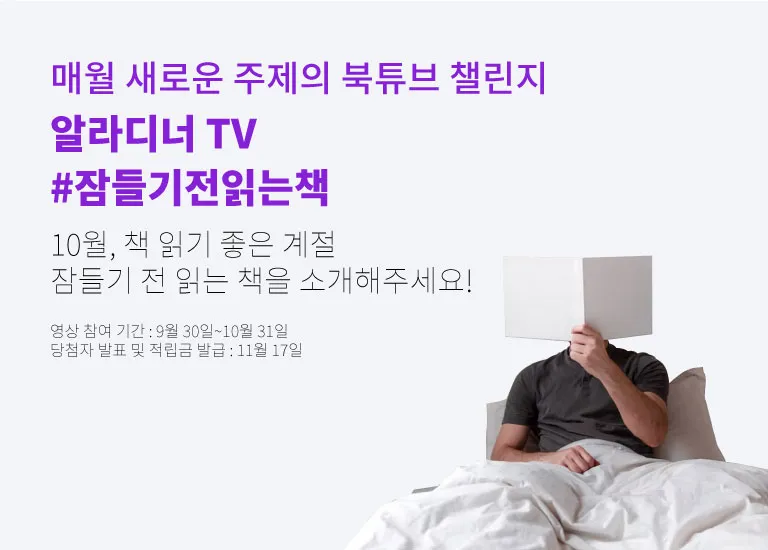 매월 새로운 주제의 북튜브 챌린지
알라디너 TV
#잠들기전읽는책
10월, 책 읽기 좋은 계절
잠들기 전 읽는 책을 소개해주세요!
영상 참여 기간 : 9월 30일~10월 31일
당첨자 발표 및 적립금 발급 : 11월 17일